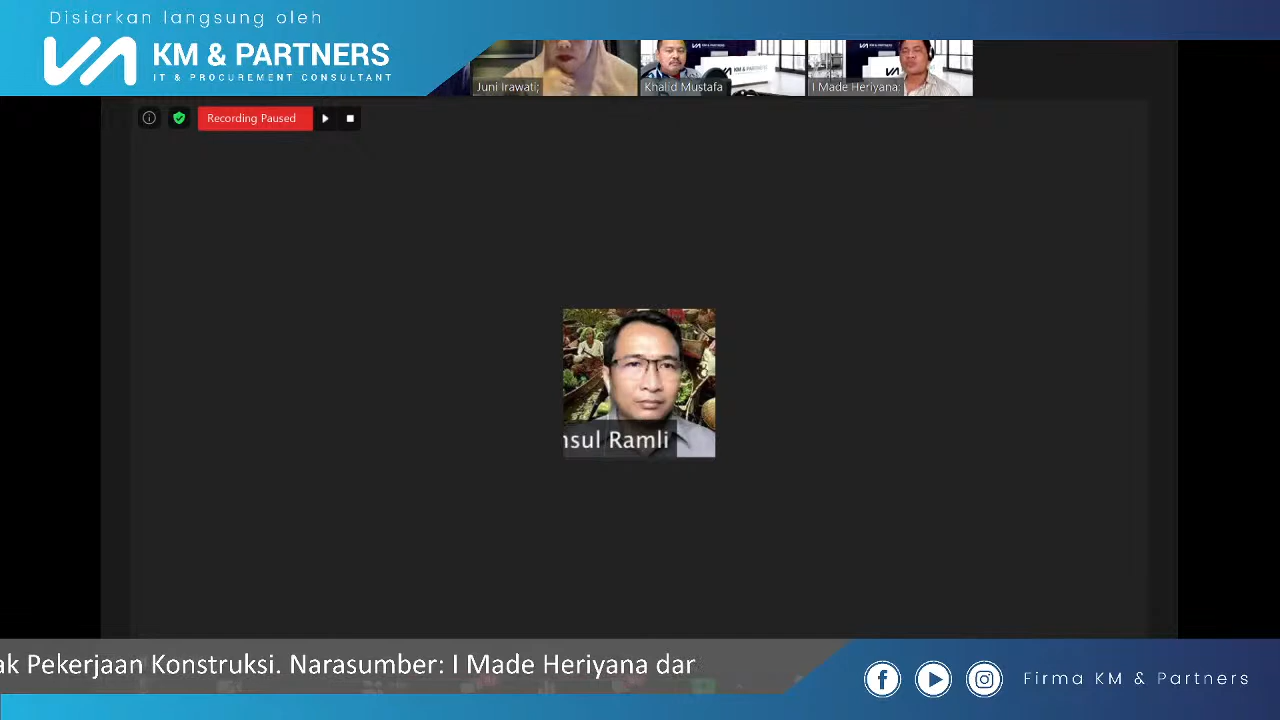 Disiarkan langsung oleh
KM & PARTNERS
IT & PROCUREMENT CONSULTANT
Juni Irawati;
Khalid Mustafa
I Made Heriyana;
Recording Paused
nsul Ramli
ak Pekerjaan Konstruksi. Narasumber: I Made Heriyana dar
Firma KM & Partners